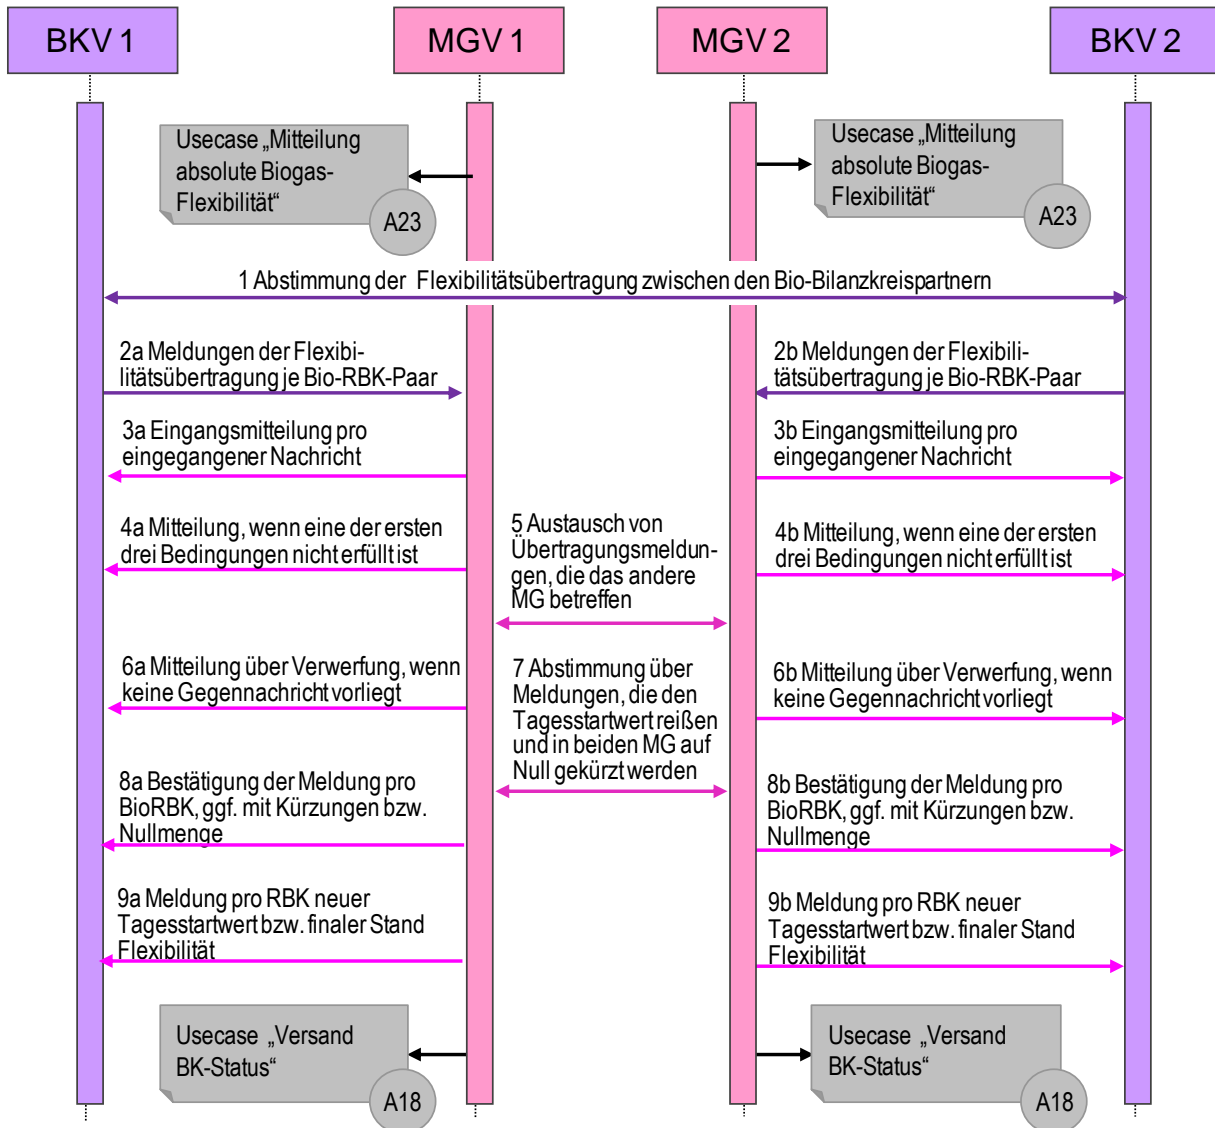 BKV 1
MGV 1
MGV 2
BKV 2
Usecase „Mitteilung
absolute Biogas-
Flexibilität“
A23
Usecase „Mitteilung
absolute Biogas-
Flexibilität“
A23
1 Abstimmung der Flexibilitätsübertragung zwischen den Bio-Bilanzkreispartnern
2a Meldungen der Flexibi-
litätsübertragung je Bio-RBK-Paar
2b Meldungen der Flexibili-
tätsübertragung je Bio-RBK-Paar
3a Eingangsmitteilung pro
eingegangener Nachricht
3b Eingangsmitteilung pro
eingegangener Nachricht
4a Mitteilung, wenn eine der ersten
drei Bedingungen nicht erfüllt ist
5 Austausch von
Übertragungsmeldun-
gen, die das andere
MG betreffen
4b Mitteilung, wenn eine der ersten
drei Bedingungen nicht erfüllt ist
6a Mitteilung über Verwerfung, wenn
keine Gegennachricht vorliegt
7 Abstimmung über
Meldungen, die den
Tagesstartwert reißen
und in beiden MG auf
Null gekürzt werden
6b Mitteilung über Verwerfung, wenn
keine Gegennachricht vorliegt
8a Bestätigung der Meldung pro
BioRBK, ggf. mit Kürzungen bzw.
Nullmenge
8b Bestätigung der Meldung pro
BioRBK, ggf. mit Kürzungen bzw.
Nullmenge
9a Meldung pro RBK neuer
Tagesstartwert bzw. finaler Stand
Flexibilität
9b Meldung pro RBK neuer
Tagesstartwert bzw. finaler Stand
Flexibilität
Usecase „Versand
BK-Status“
A18
Usecase „Versand
BK-Status“
A18